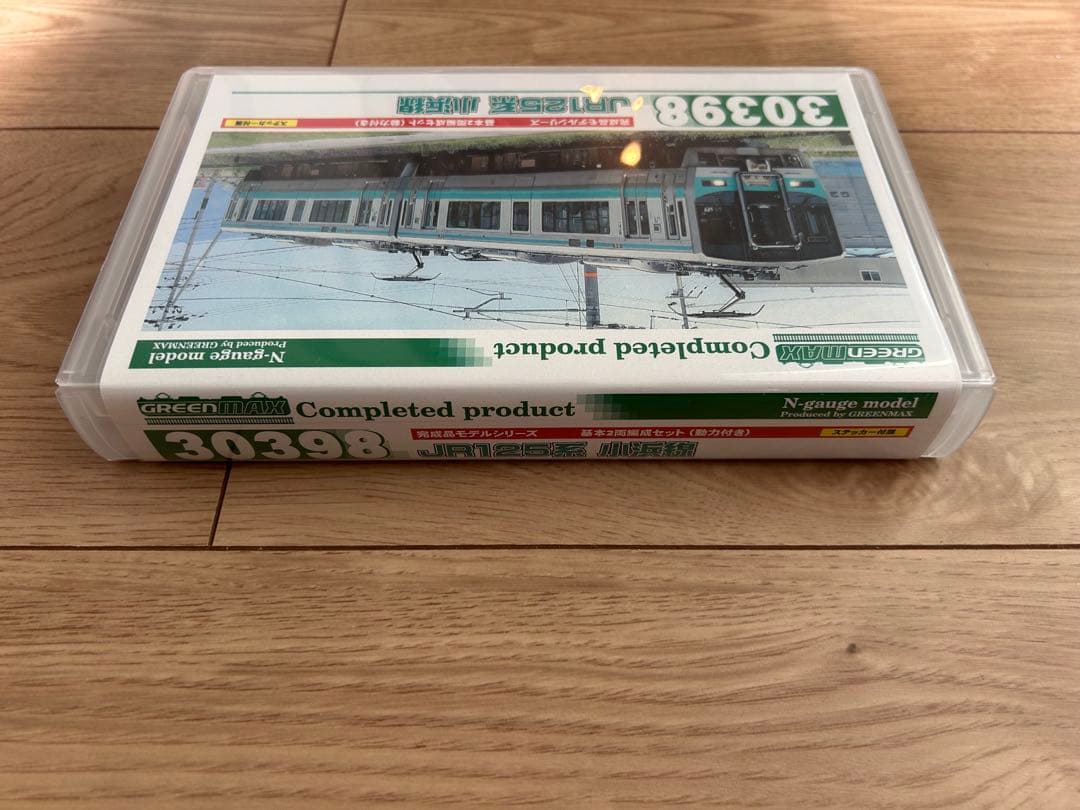 30398
JR125系 小浜線
完成品モデルシリーズ 基本2両編成セット(動力付き) ステッカー付属
GREENMAX Completed product
N-gauge model
Produced by GREENMAX
GREENMAX Completed product
N-gauge model
Produced by GREENMAX
完成品モデルシリーズ 基本2両編成セット(動力付き) ステッカー付属
30398 JR125系 小浜線